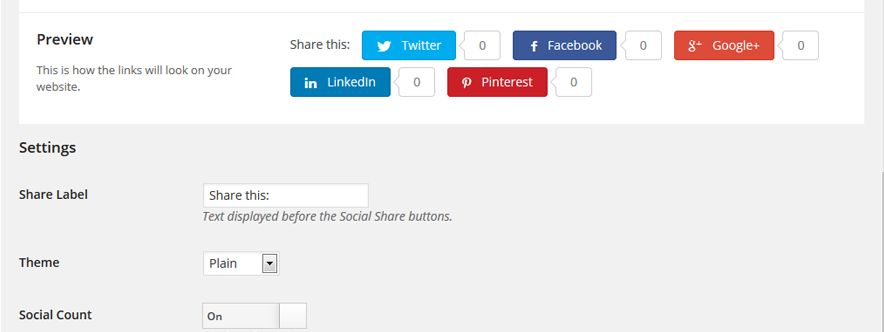 Preview
This is how the links will look on your
website.
Share this: Twitter 0 Facebook 0 Google+ 0
LinkedIn 0 Pinterest 0
Settings
Share Label Share this:
Text displayed before the Social Share buttons.
Theme Plain
Social Count On